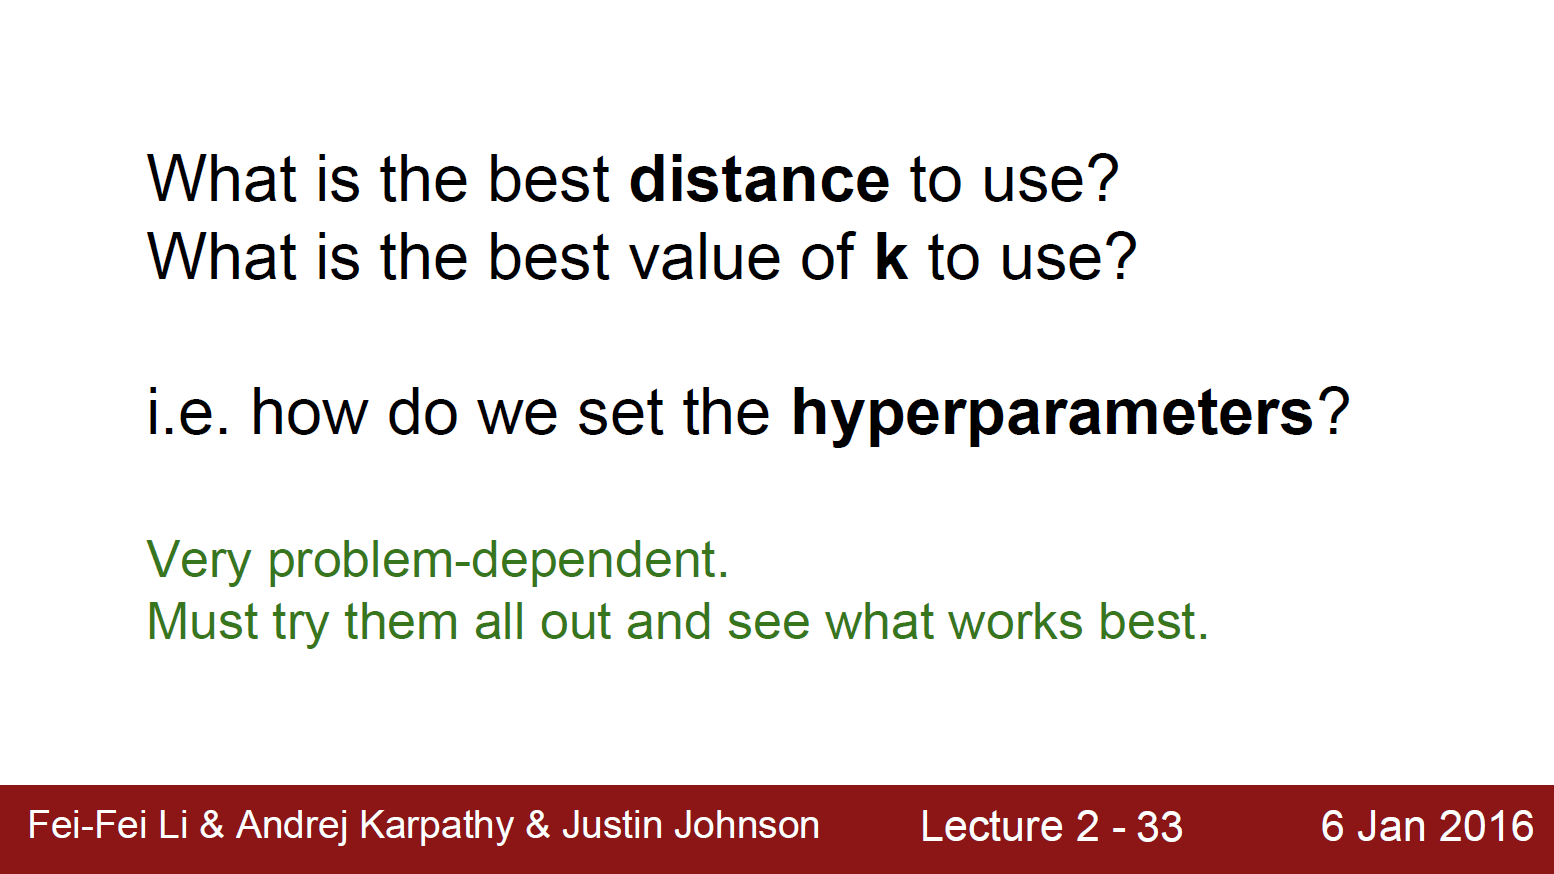 What is the best distance to use?
What is the best value of k to use?
i.e. how do we set the hyperparameters?
Very problem-dependent.
Must try them all out and see what works best.
Fei-Fei Li & Andrej Karpathy & Justin Johnson
Lecture 2 - 33
6 Jan 2016